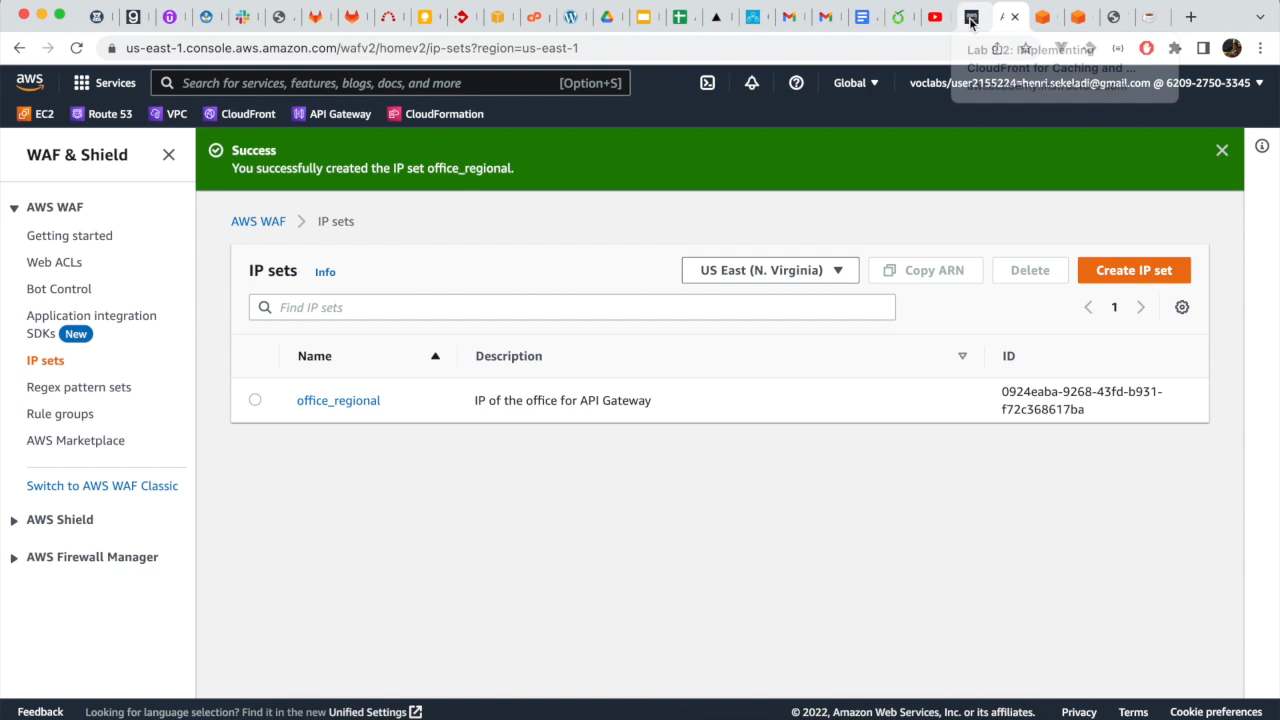 us-east-1.console.aws.amazon.com/wafv2/homev2/ip-sets?region=us-east-1
Lab
Implementing
CloudFront for Caching and ...
aws
Services
Search for services, features, blogs, docs, and more
[Option+S]
Global
voclabs/user2155224=henri.sekeladi@gmail.com @ 6209-2750-3345
EC2
Route 53
VPC
CloudFront
API Gateway
CloudFormation
WAF & Shield
AWS WAF
Getting started
Web ACLs
Bot Control
Application integration
SDKs New
IP sets
Regex pattern sets
Rule groups
AWS Marketplace
Switch to AWS WAF Classic
AWS Shield
AWS Firewall Manager
Success
You successfully created the IP set office_regional.
AWS WAF
IP sets
IP sets
Info
US East (N. Virginia)
Copy ARN
Delete
Create IP set
Find IP sets
1
Name
Description
ID
office_regional
IP of the office for API Gateway
0924eaba-9268-43fd-b931-
f72c368617ba
Feedback
Looking for language selection? Find it in the new Unified Settings
© 2022, Amazon Web Services, Inc. or its affiliates.
Privacy
Terms
Cookie preferences